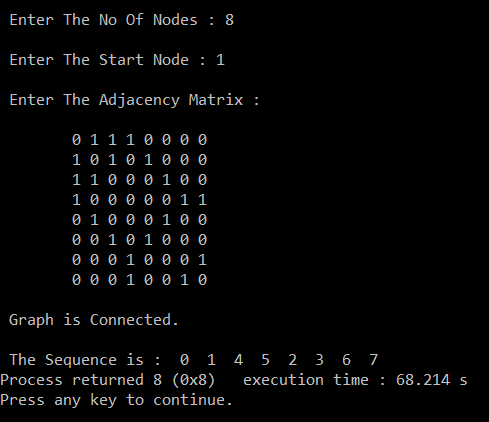 Enter The No Of Nodes : 8
Enter The Start Node : 1
Enter The Adjacency Matrix :
0 1 1 1 0 0 0 0
1 0 1 0 1 0 0 0
1 1 0 0 0 1 0 0
1 0 0 0 0 0 1 1
0 1 0 0 0 1 0 0
0 0 1 0 1 0 0 0
0 0 0 1 0 0 0 1
0 0 0 1 0 0 1 0
Graph is Connected.
The Sequence is :  0  1  4  5  2  3  6  7
Process returned 8 (0x8)   execution time : 68.214 s
Press any key to continue.